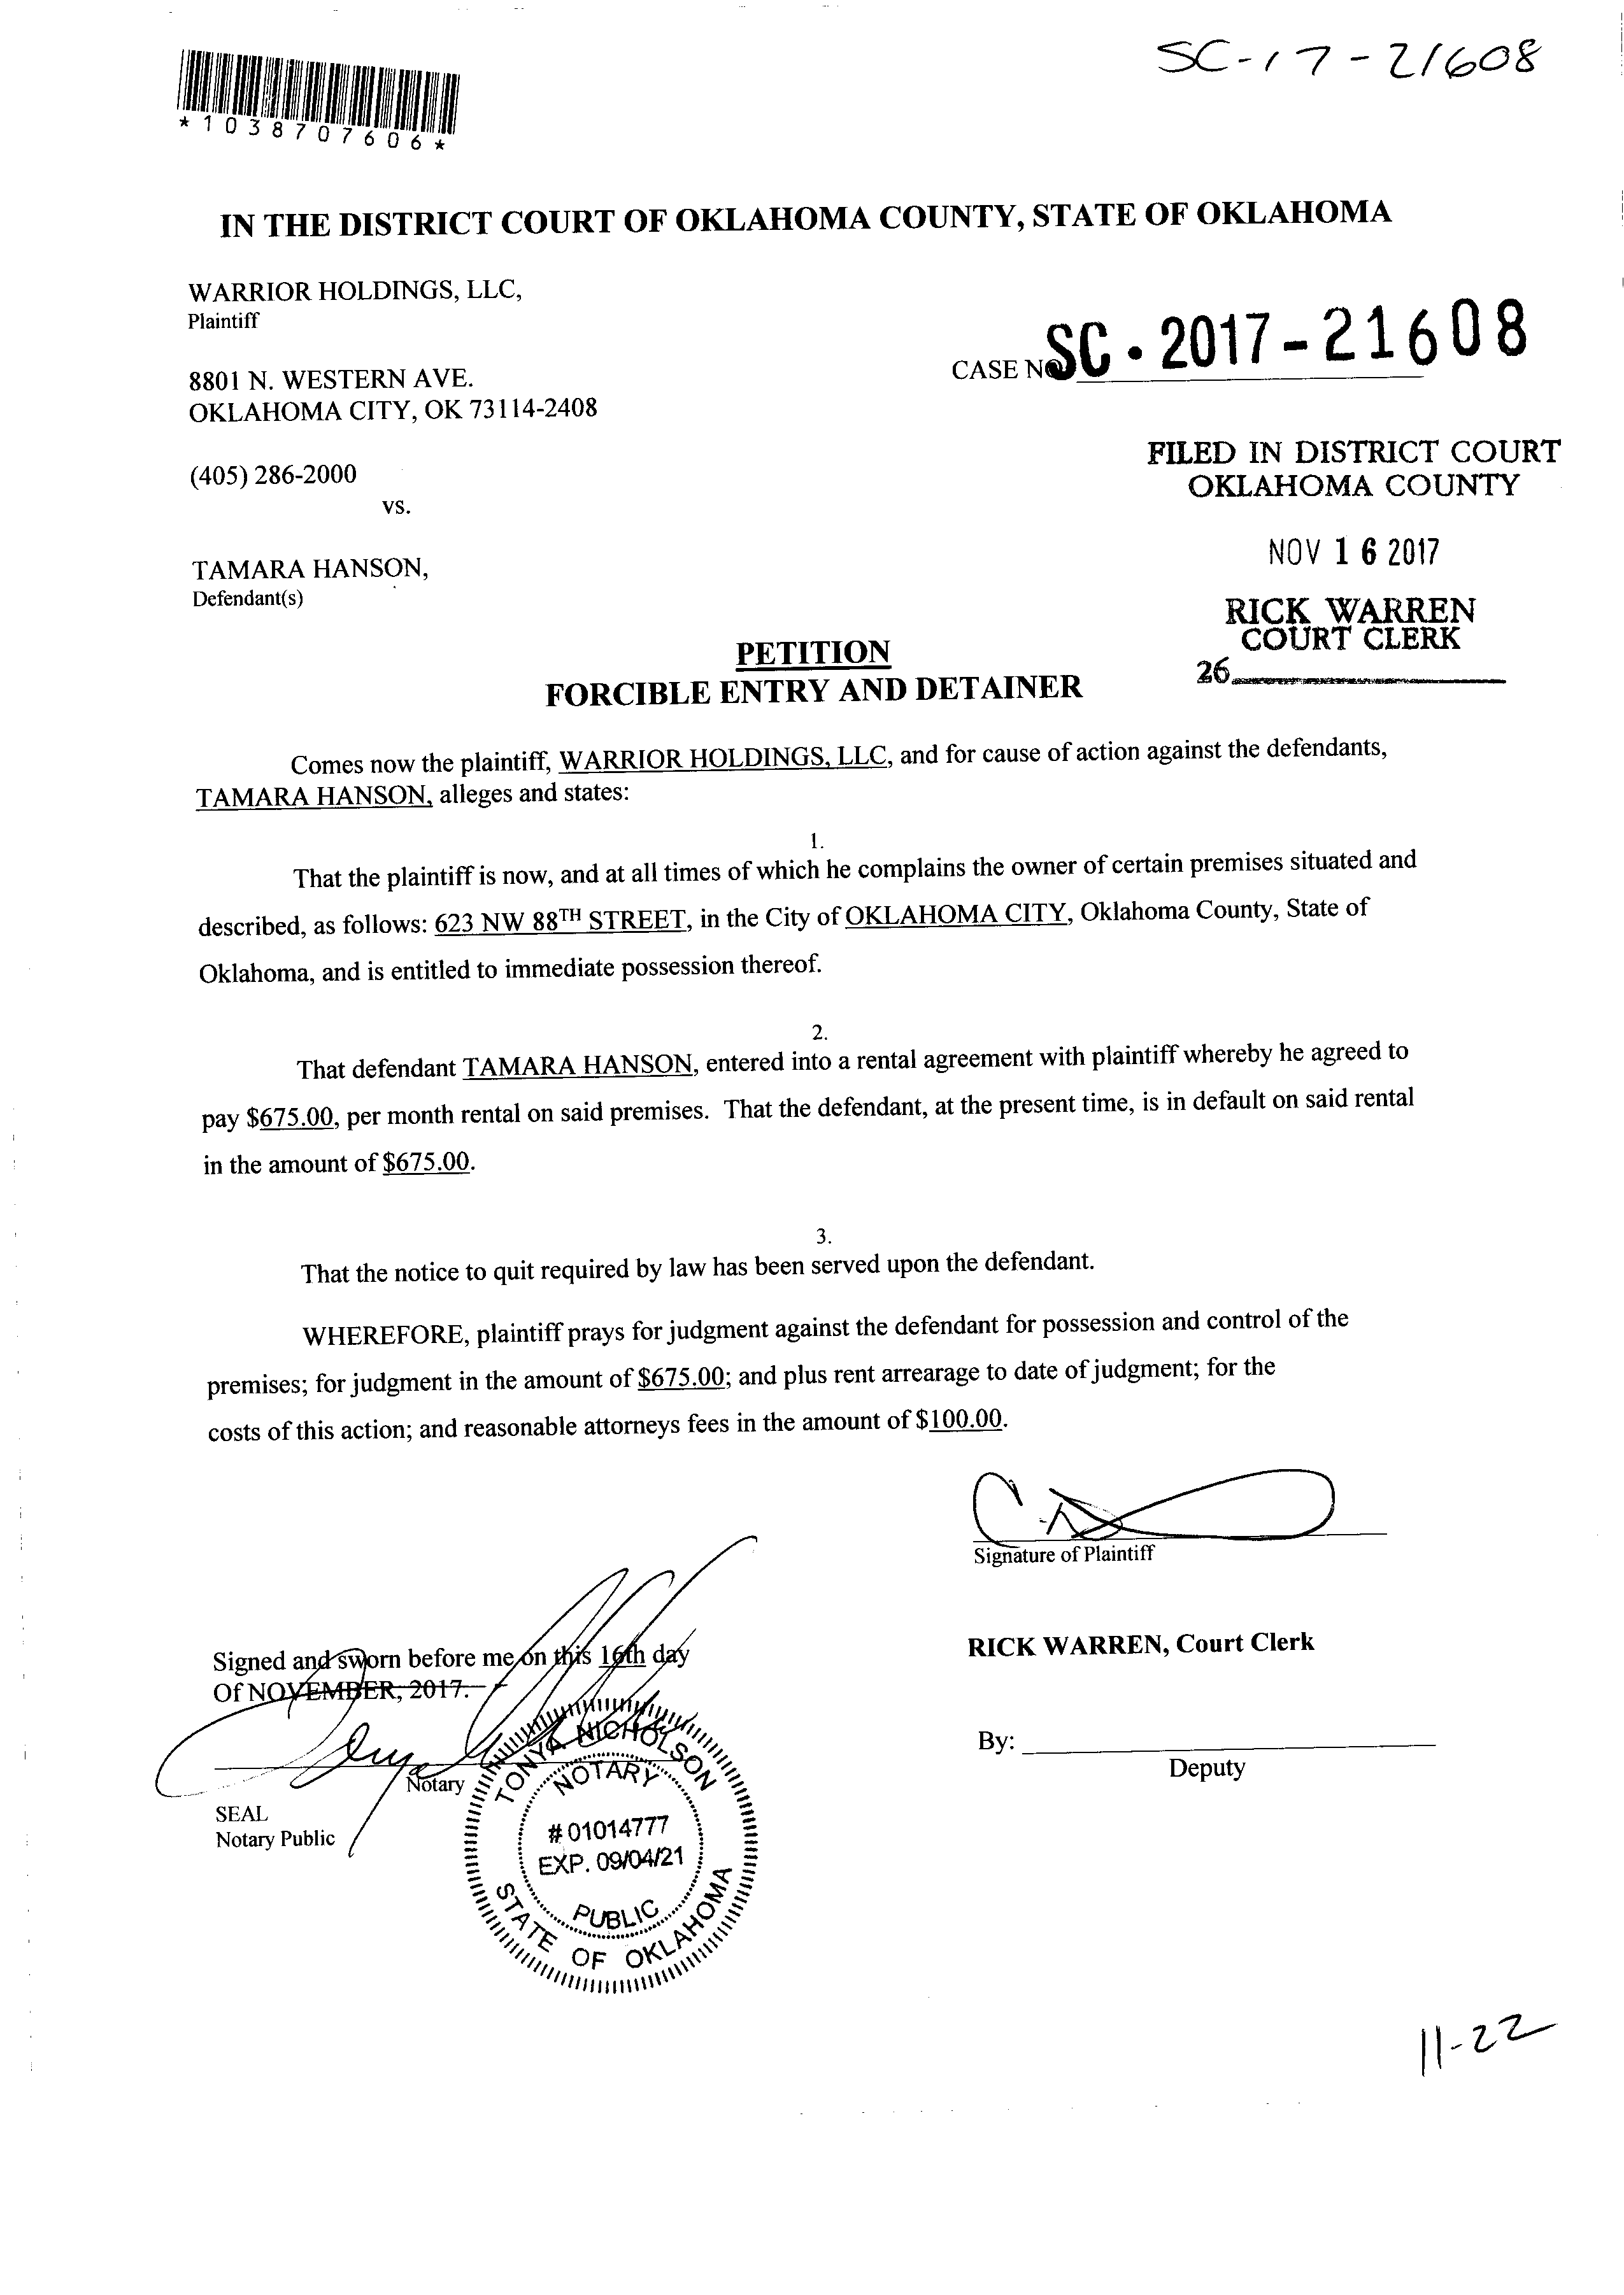 SC-17-21608
*1038707606*
IN THE DISTRICT COURT OF OKLAHOMA COUNTY, STATE OF OKLAHOMA
WARRIOR HOLDINGS, LLC,
Plaintiff
8801 N. WESTERN AVE.
OKLAHOMA CITY, OK 73114-2408
CASE NO SC-2017-21608
(405) 286-2000
vs.
FILED IN DISTRICT COURT
OKLAHOMA COUNTY
NOV 16 2017
TAMARA HANSON,
Defendant(s)
RICK WARREN
COURT CLERK
26
PETITION
FORCIBLE ENTRY AND DETAINER
Comes now the plaintiff, WARRIOR HOLDINGS, LLC, and for cause of action against the defendants,
TAMARA HANSON, alleges and states:
1.
That the plaintiff is now, and at all times of which he complains the owner of certain premises situated and
described, as follows: 623 NW 88TH STREET, in the City of OKLAHOMA CITY, Oklahoma County, State of
Oklahoma, and is entitled to immediate possession thereof.
2.
That defendant TAMARA HANSON, entered into a rental agreement with plaintiff whereby he agreed to
pay $675.00, per month rental on said premises. That the defendant, at the present time, is in default on said rental
in the amount of $675.00.
3.
That the notice to quit required by law has been served upon the defendant.
WHEREFORE, plaintiff prays for judgment against the defendant for possession and control of the
premises; for judgment in the amount of $675.00; and plus rent arrearage to date of judgment; for the
costs of this action; and reasonable attorneys fees in the amount of $100.00.
Signature of Plaintiff
Signed and sworn before me on this 16th day
Of NOVEMBER, 2017.
RICK WARREN, Court Clerk
By:
Deputy
Notary
SEAL
Notary Public
TONYA NICHOLSON
NOTARY
#01014777
EXP. 09/04/21
PUBLIC
STATE OF OKLAHOMA
11-22